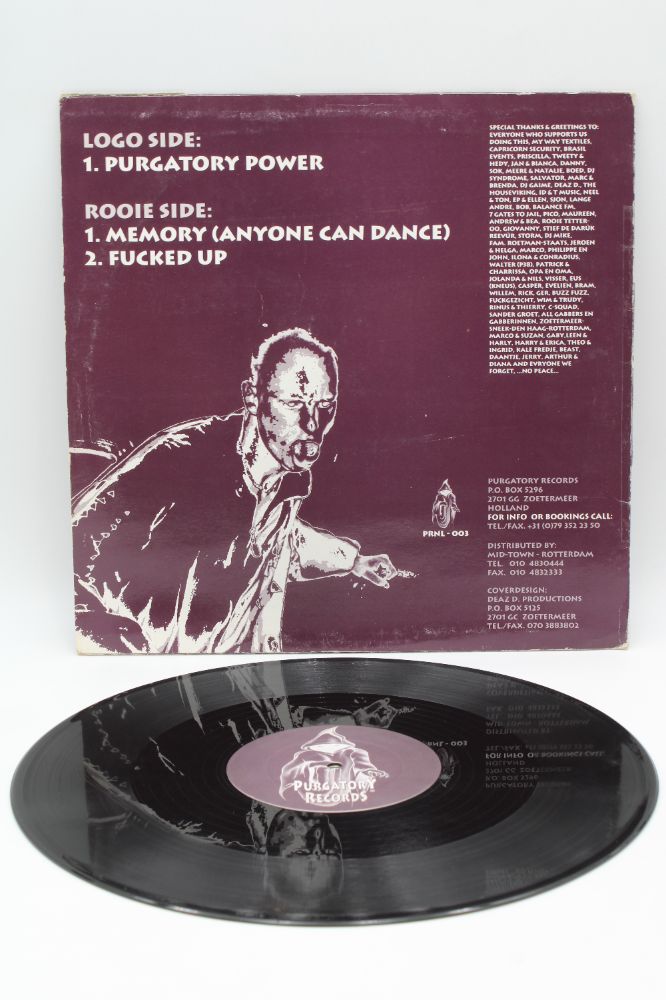 LOGO SIDE:
1. PURGATORY POWER
ROOIE SIDE:
1. MEMORY (ANYONE CAN DANCE)
2. FUCKED UP
SPECIAL THANKS & GREETINGS TO:
EVERYONE WHO SUPPORTS US
DOING THIS, MY WAY TEXTILES,
CAPRICORN SECURITY, BRASIL
EVENTS, PRISCILLA, TWEETY &
HEDY, JAN & BIANCA, DANNY,
SOK, MEERE & NATALIE, BOED, DJ
SYNDROME, SALVATOR, MARC &
BRENDA, DJ GAIME, DEAZ D., THE
HOUSEVIKING, ID & T MUSIC, NEEL
& TON, EP & ELLEN, SJON, LANGE
ANDRE, BOB, BALANCE FM,
7 GATES TO JAIL, PICO, MAUREEN,
ANDREW & BEA, ROOIE TETTER-
OO, GIOVANNY, STIEF DE DARÚK
REEVÚR, STORM, DJ MIKE,
FAM. ROETMAN-STAATS, JEROEN
& HELGA, MARCO, PHILIPPE EN
JOHN, ILONA & CONRADIUS,
WALTER (P38), PATRICK &
CHARRISSA, OPA EN OMA,
JOLANDA & NILS, VISSER, EUS
(KNEUS), CASPER, EVELIEN, BRAM,
WILLEM, RICK, GER, BUZZ FUZZ,
FUCKGEZICHT, WIM & TRUDY,
RINUS & THIERRY, C-SQUAD,
SANDER GROET, ALL GABBERS EN
GABBERINNEN, ZOETERMEER-
SNEEK-DEN HAAG-ROTTERDAM,
MARCO & SUZAN, GABY, LEEN &
HARLY, HARRY & ERICA, THEO &
INGRID, KALE FREDJE, BEAST,
DAANTJE, JERRY, ARTHUR &
DIANA AND EVRYONE WE
FORGET, ...NO PEACE...
PRNL - 003
PURGATORY RECORDS
P.O. BOX 5296
2701 GG ZOETERMEER
HOLLAND
FOR INFO OR BOOKINGS CALL:
TEL./FAX. +31 (0)79 352 23 50
DISTRIBUTED BY:
MID-TOWN - ROTTERDAM
TEL. 010 4830444
FAX. 010 4832333
COVERDESIGN:
DEAZ D. PRODUCTIONS
P.O. BOX 5125
2701 GC ZOETERMEER
TEL./FAX. 070 3883802
PURGATORY
RECORDS